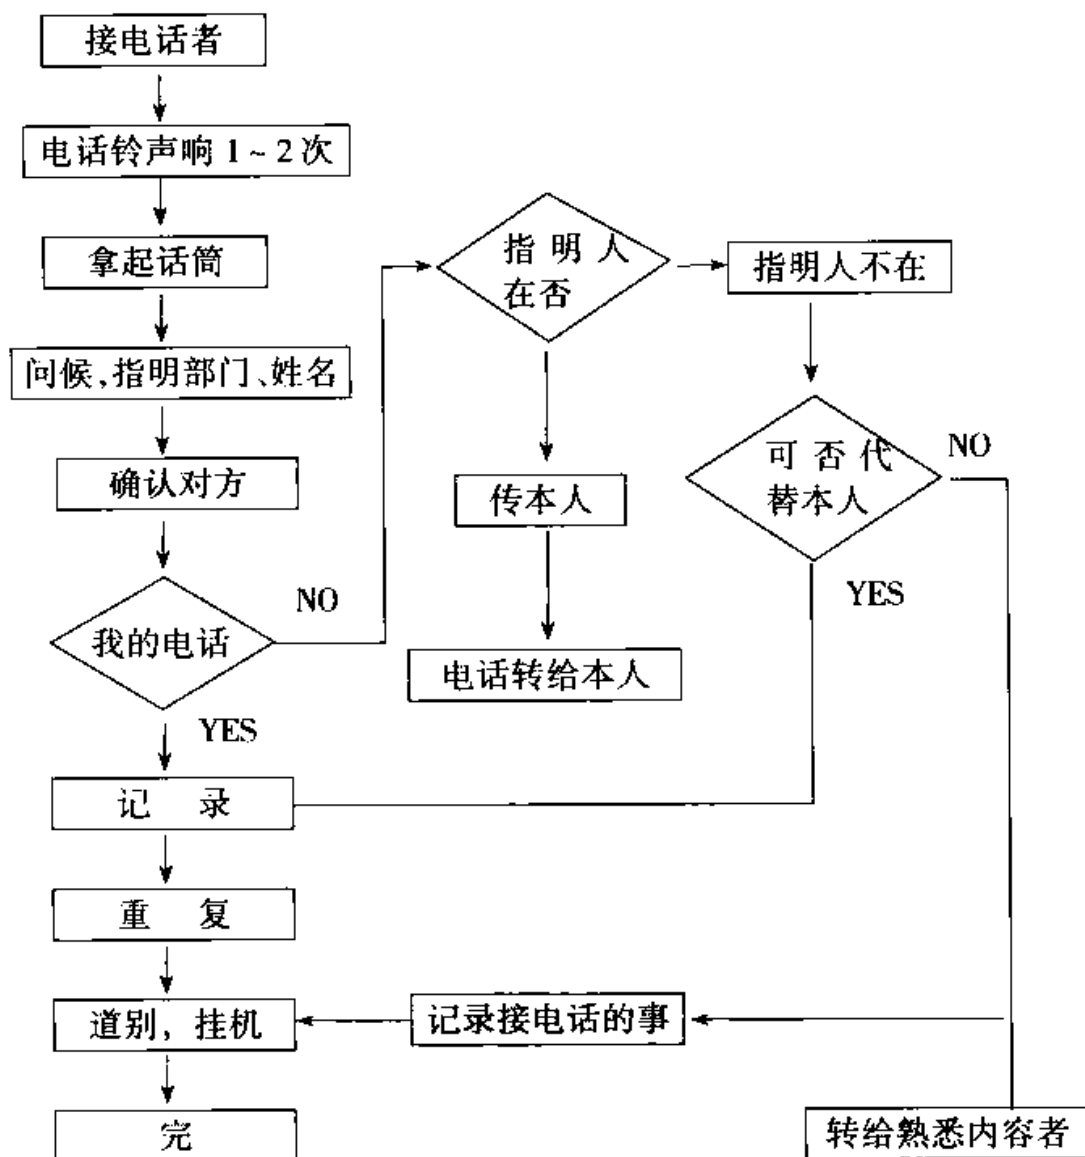 接电话者
电话铃声响 1~2 次
拿起话筒
问候,指明部门、姓名
确认对方
我的电话
NO
YES
指 明 人
在否
指明人不在
传本人
电话转给本人
可 否 代
替本人
NO
YES
记 录
重 复
道别, 挂机
记录接电话的事
完
转给熟悉内容者